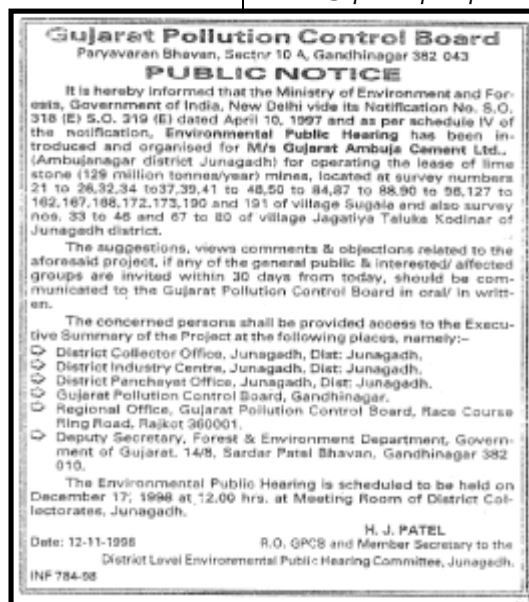 Gujarat Pollution Control Board
Paryavaran Bhavan, Sector 10 A, Gandhinagar 382 043
PUBLIC NOTICE
It is hereby informed that the Ministry of Environment and For-
ests, Government of India, New Delhi vide its Notification No. S.O.
318 (E) S.O. 319 (E) dated April 10, 1997 and as per schedule IV of
the notification, Environmental Public Hearing has been in-
troduced and organised for M/s Gujarat Ambuja Cement Ltd.,
(Ambujanagar district Junagadh) for operating the lease of lime
stone (129 million tonnes/year) mines, located at survey numbers
21 to 26,32,34 to37,39,41 to 48,50 to 84,87 to 88,90 to 98,127 to
162,167,168,172,173,190 and 191 of village Sugala and also survey
nos. 33 to 46 and 67 to 80 of village Jagatiya Taluka Kodinar of
Junagadh district.
The suggestions, views comments & objections related to the
aforesaid project, if any of the general public & interested/ affected
groups are invited within 30 days from today, should be com-
municated to the Gujarat Pollution Control Board in oral/ in writt-
en.
The concerned persons shall be provided access to the Execu-
tive Summary of the Project at the following places, namely:–
District Collector Office, Junagadh, Dist: Junagadh.
District Industry Centre, Junagadh, Dist: Junagadh.
District Panchayat Office, Junagadh, Dist: Junagadh.
Gujarat Pollution Control Board, Gandhinagar.
Regional Office, Gujarat Pollution Control Board, Race Course
Ring Road, Rajkot 360001.
Deputy Secretary, Forest & Environment Department, Govern-
ment of Gujarat, 14/8, Sardar Patel Bhavan, Gandhinagar 382
010.
The Environmental Public Hearing is scheduled to be held on
December 17, 1998 at 12.00 hrs. at Meeting Room of District Col-
lectorates, Junagadh.
H. J. PATEL
Date: 12-11-1998
R.O. GPCB and Member Secretary to the
District Level Environmental Public Hearing Committee, Junagadh.
INF 784-98